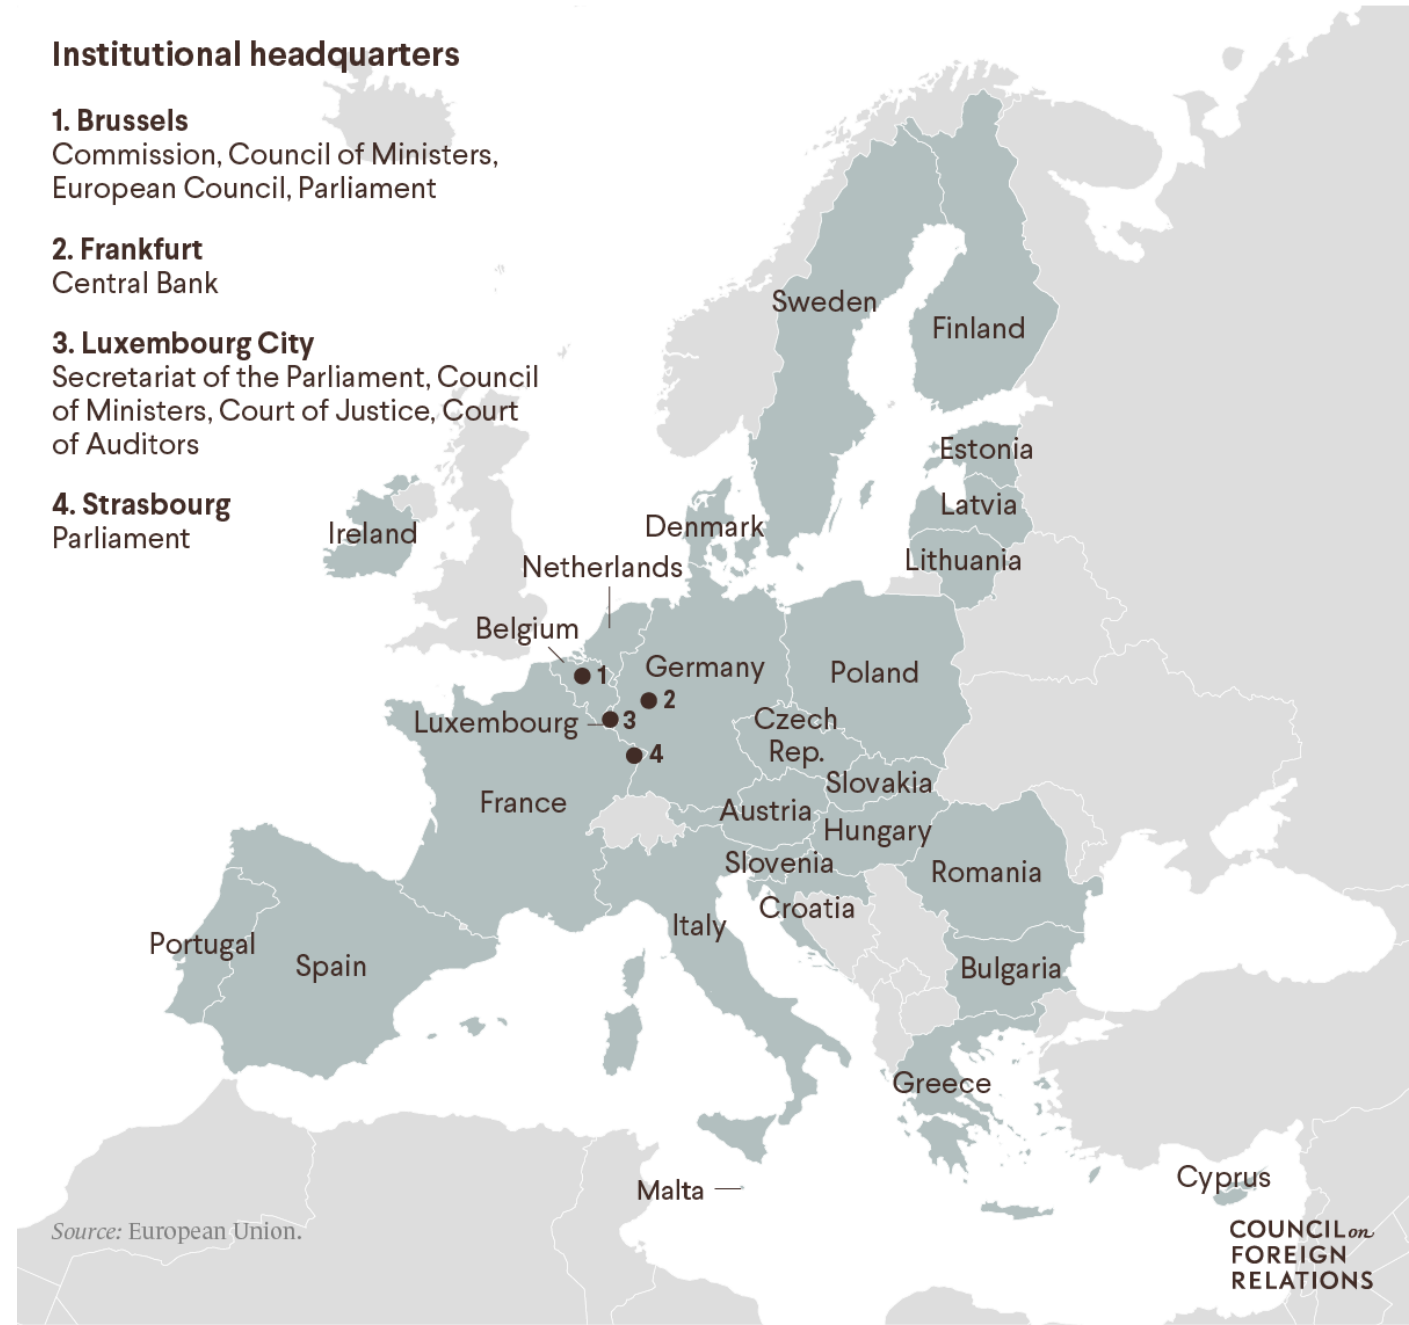 Institutional headquarters
1. Brussels
Commission, Council of Ministers,
European Council, Parliament
2. Frankfurt
Central Bank
3. Luxembourg City
Secretariat of the Parliament, Council
of Ministers, Court of Justice, Court
of Auditors
4. Strasbourg
Parliament
Sweden
Finland
Estonia
Latvia
Lithuania
Ireland
Denmark
Netherlands
Belgium
1
Germany
Poland
2
Luxembourg
3
Czech
Rep.
4
Slovakia
France
Austria
Hungary
Slovenia
Romania
Croatia
Italy
Portugal
Spain
Bulgaria
Greece
Malta
Cyprus
Source: European Union.
COUNCIL on
FOREIGN
RELATIONS